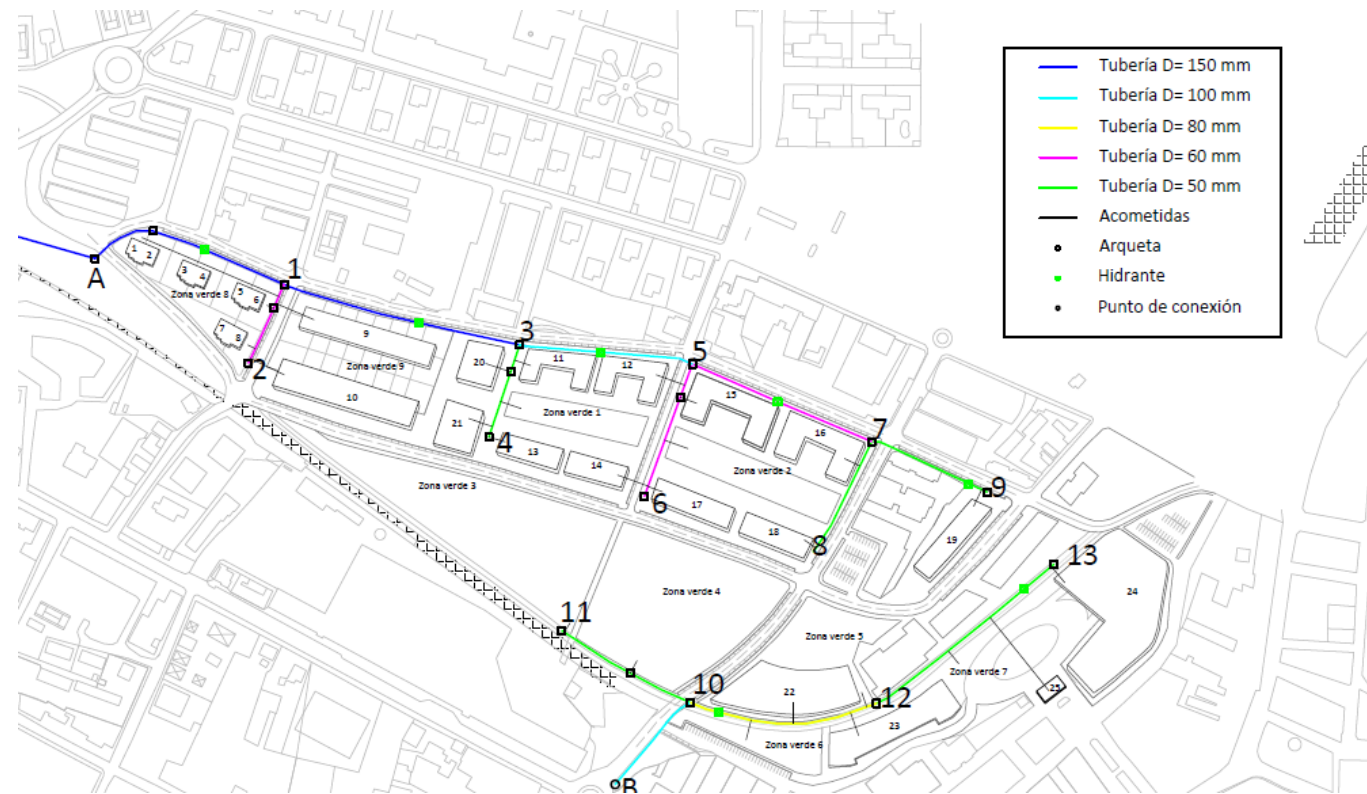 Tubería D= 150 mm
Tubería D= 100 mm
Tubería D= 80 mm
Tubería D= 60 mm
Tubería D= 50 mm
Acometidas
Arqueta
Hidrante
Punto de conexión
A
1
2
3
4
5
6
7
8
Zona verde 8
1
2
9
Zona verde 9
10
3
20
21
4
11
12
Zona verde 1
13
14
Zona verde 3
5
15
16
Zona verde 2
6
17
18
7
8
9
19
Zona verde 4
11
10
B
Zona verde 5
22
Zona verde 6
23
12
Zona verde 7
25
13
24